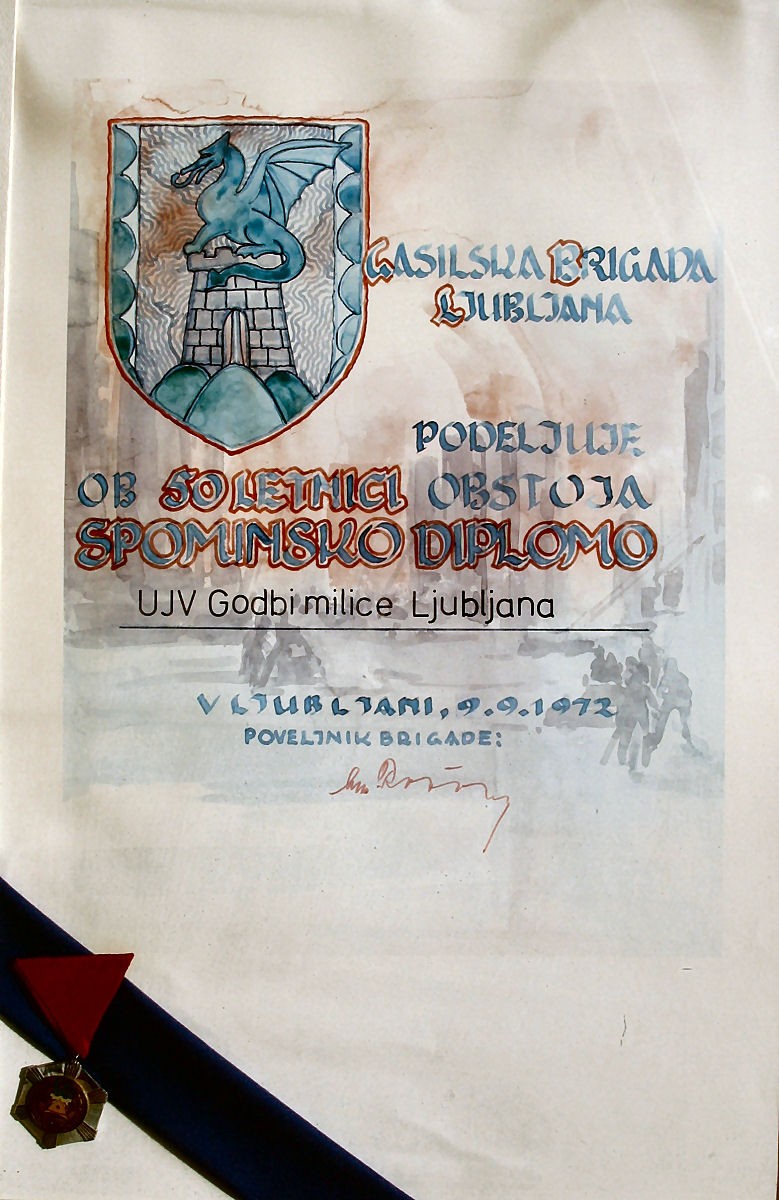 GASILSKA BRIGADA
LJUBLJANA
PODELJUJE
OB 50 LETNICI OBSTOJA
SPOMINSKO DIPLOMO
UJV Godbi milice Ljubljana
V LJUBLJANI, 9.9.1972
POVELJNIK BRIGADE: